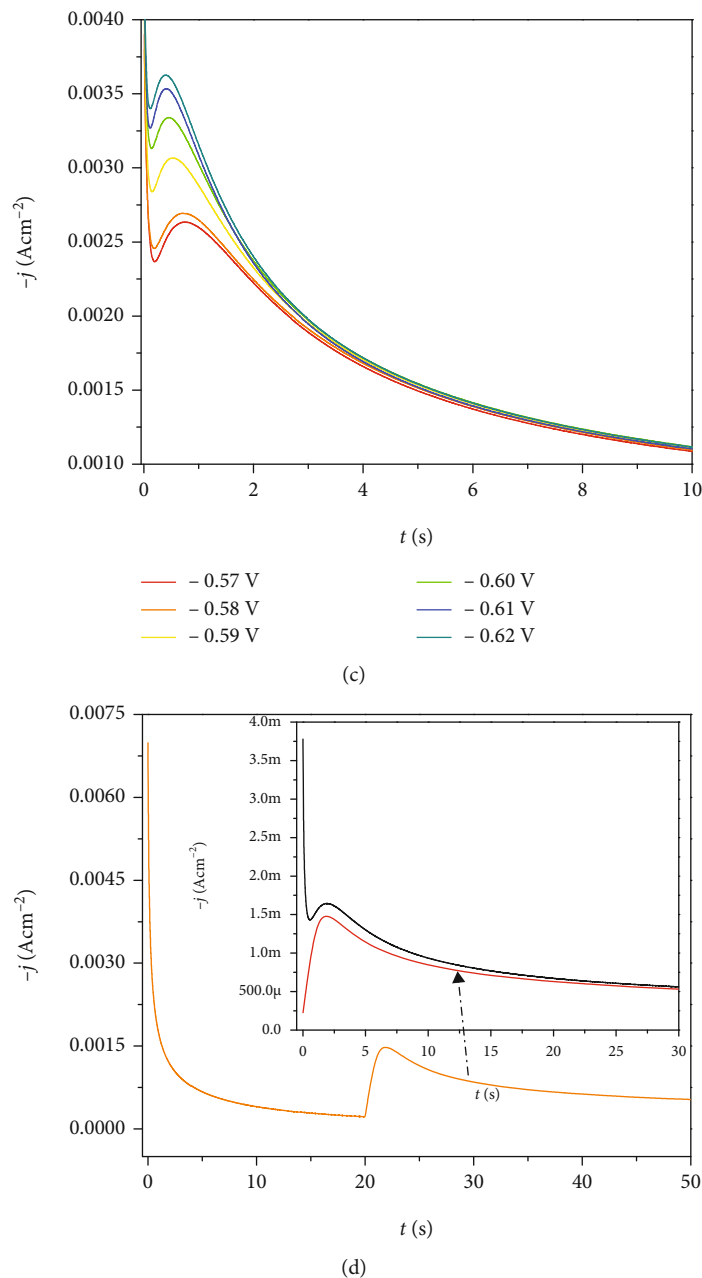 0.0040
0.0035
0.0030
0.0025
0.0020
0.0015
0.0010
–j (Acm−2)
0 2 4 6 8 10
t (s)
– 0.57 V – 0.60 V
– 0.58 V – 0.61 V
– 0.59 V – 0.62 V
(c)
0.0075
0.0060
0.0045
0.0030
0.0015
0.0000
–j (Acm−2)
4.0m
3.5m
3.0m
2.5m
2.0m
1.5m
1.0m
500.0µ
0.0
–j (Acm−2)
0 5 10 15 20 25 30
t (s)
0 10 20 30 40 50
t (s)
(d)